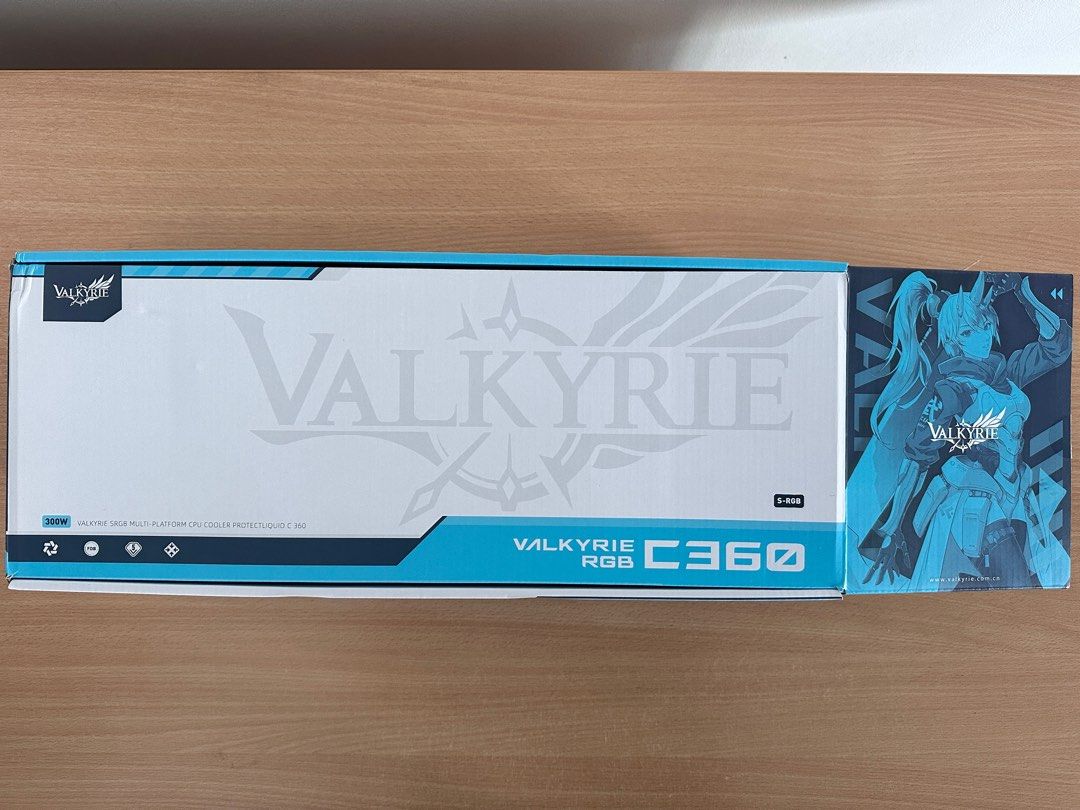 VALKYRIE
VALKYRIE
S-RGB
300W VALKYRIE SRGB MULTI-PLATFORM CPU COOLER PROTECTLIQUID C 360
FDB
VALKYRIE
RGB C360
VALKYRIE
www.valkyrie.com.cn